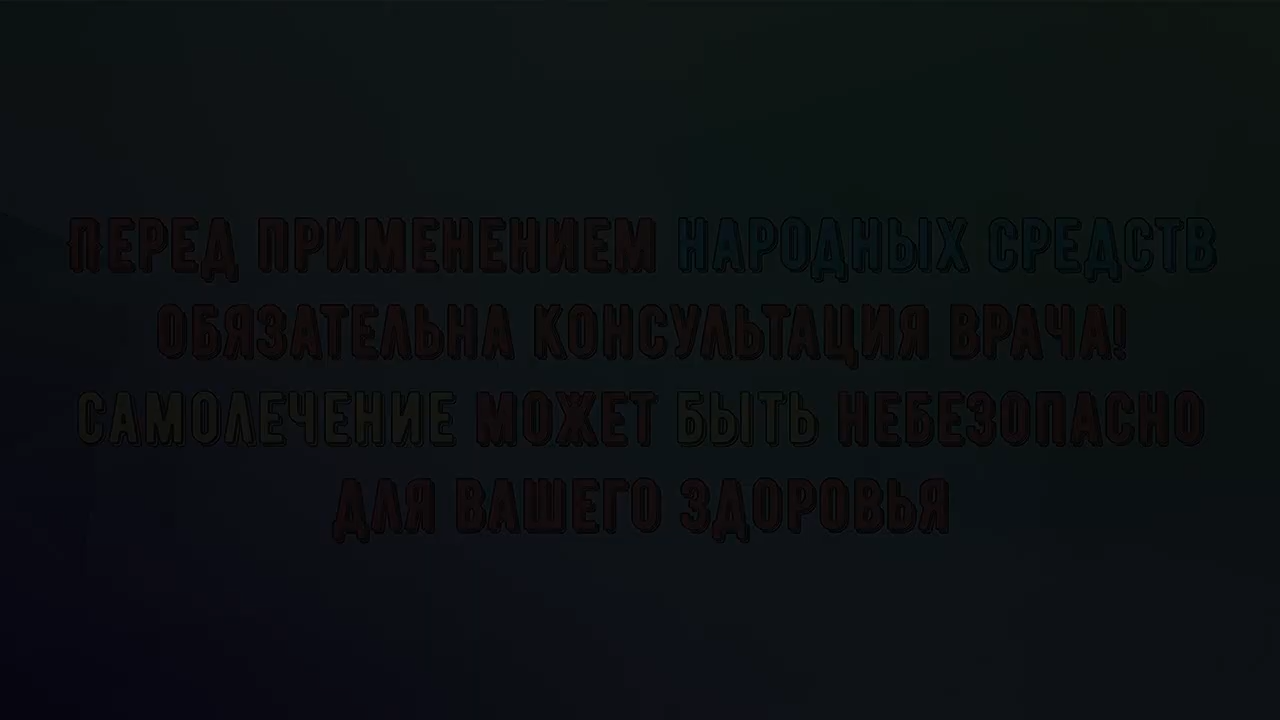 ПЕРЕД ПРИМЕНЕНИЕМ НАРОДНЫХ СРЕДСТВ
ОБЯЗАТЕЛЬНА КОНСУЛЬТАЦИЯ ВРАЧА!
САМОЛЕЧЕНИЕ МОЖЕТ БЫТЬ НЕБЕЗОПАСНО
ДЛЯ ВАШЕГО ЗДОРОВЬЯ